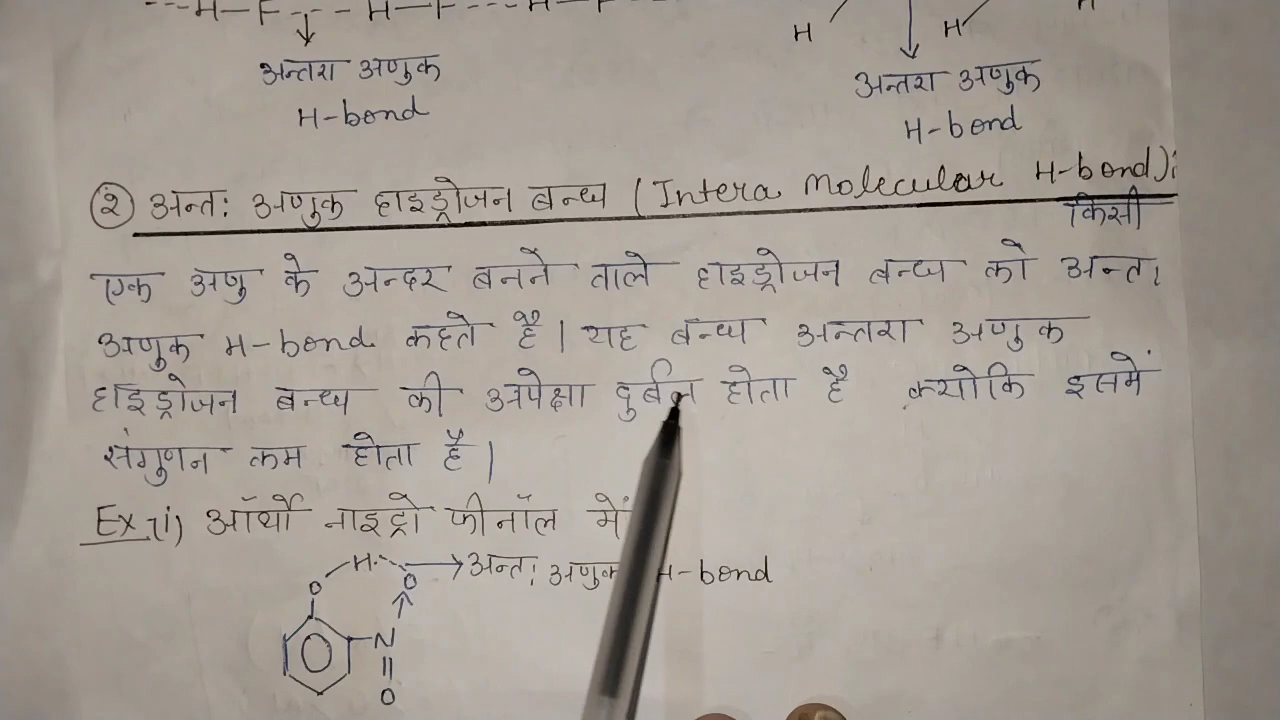 ---H—F---H—F---H—F
H H H
अन्तरा अणुक
H-bond
अन्तरा अणुक
H-bond
② अन्तः अणुक हाइड्रोजन बन्ध (Intera Molecular H-bond):
किसी
एक अणु के अन्दर बनने वाले हाइड्रोजन बन्ध को अन्तः
अणुक H-bond कहते है। यह बन्ध अन्तरा अणुक
हाइड्रोजन बन्ध की अपेक्षा दुर्बल होता है क्योकि इसमें
संगुणन कम होता है।
Ex-(i) ऑर्थो नाइट्रो फीनॉल में
H O →अन्तः अणुक H-bond
O
N
O